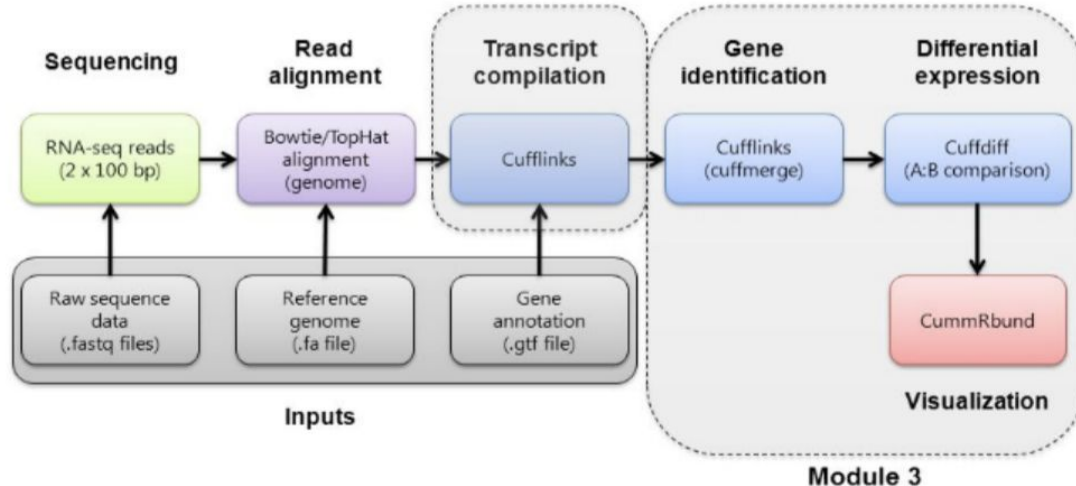 Sequencing
Read
alignment
Transcript
compilation
Gene
identification
Differential
expression
RNA-seq reads
(2 x 100 bp)
Bowtie/TopHat
alignment
(genome)
Cufflinks
Cufflinks
(cuffmerge)
Cuffdiff
(A:B comparison)
Raw sequence
data
(.fastq files)
Reference
genome
(.fa file)
Gene
annotation
(.gtf file)
CummRbund
Inputs
Visualization
Module 3